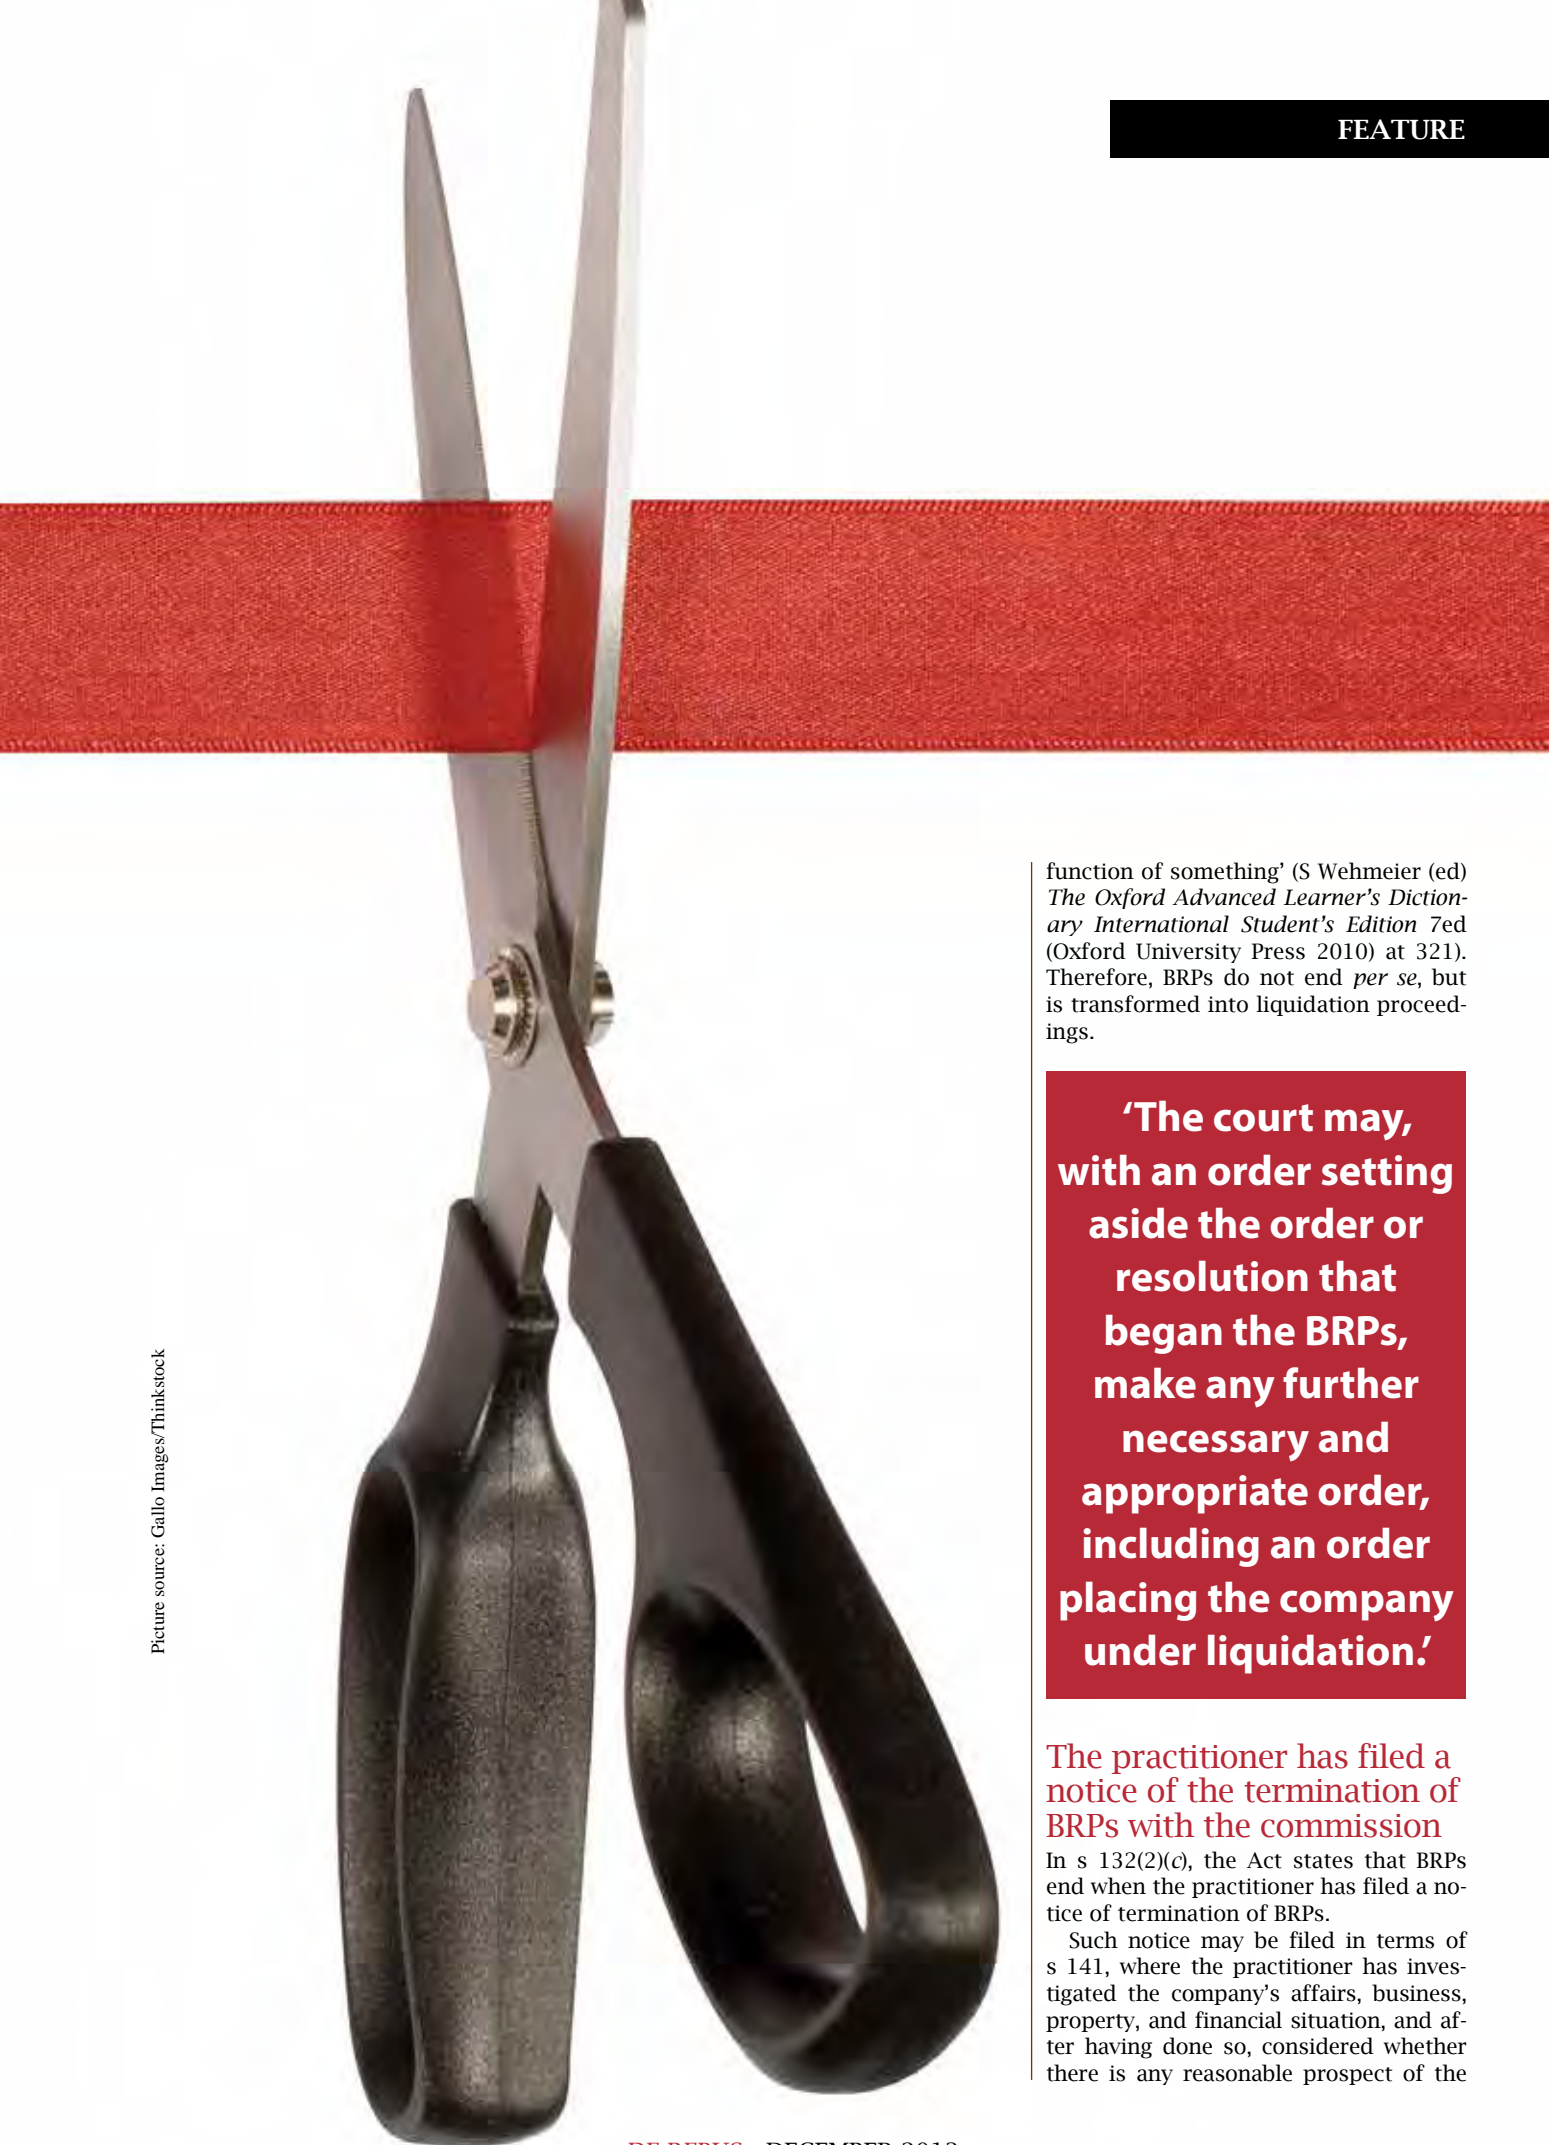 FEATURE
function of something’ (S Wehmeier (ed)
The Oxford Advanced Learner’s Diction-
ary International Student’s Edition 7ed
(Oxford University Press 2010) at 321).
Therefore, BRPs do not end per se, but
is transformed into liquidation proceed-
ings.
‘The court may,
with an order setting
aside the order or
resolution that
began the BRPs,
make any further
necessary and
appropriate order,
including an order
placing the company
under liquidation.’
The practitioner has filed a
notice of the termination of
BRPs with the commission
In s 132(2)(c), the Act states that BRPs
end when the practitioner has filed a no-
tice of termination of BRPs.
Such notice may be filed in terms of
s 141, where the practitioner has inves-
tigated the company’s affairs, business,
property, and financial situation, and af-
ter having done so, considered whether
there is any reasonable prospect of the
Picture source: Gallo Images/Thinkstock
DE REBUS - DECEMBER 2013